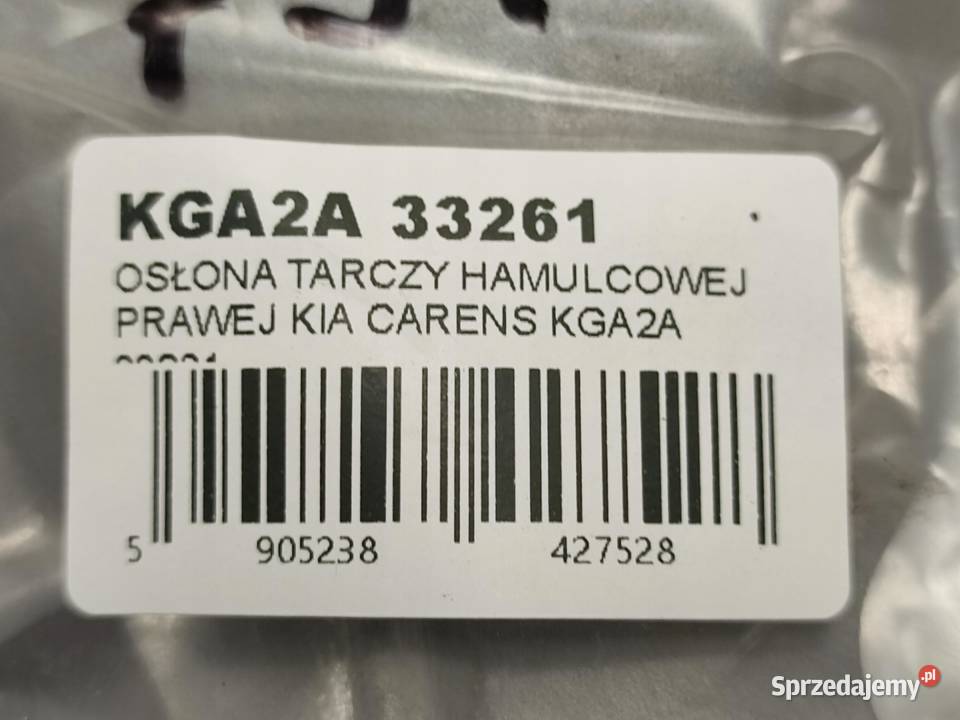 KGA2A 33261
OSŁONA TARCZY HAMULCOWEJ
PRAWEJ KIA CARENS KGA2A
5 905238 427528
Sprzedajemy.pl